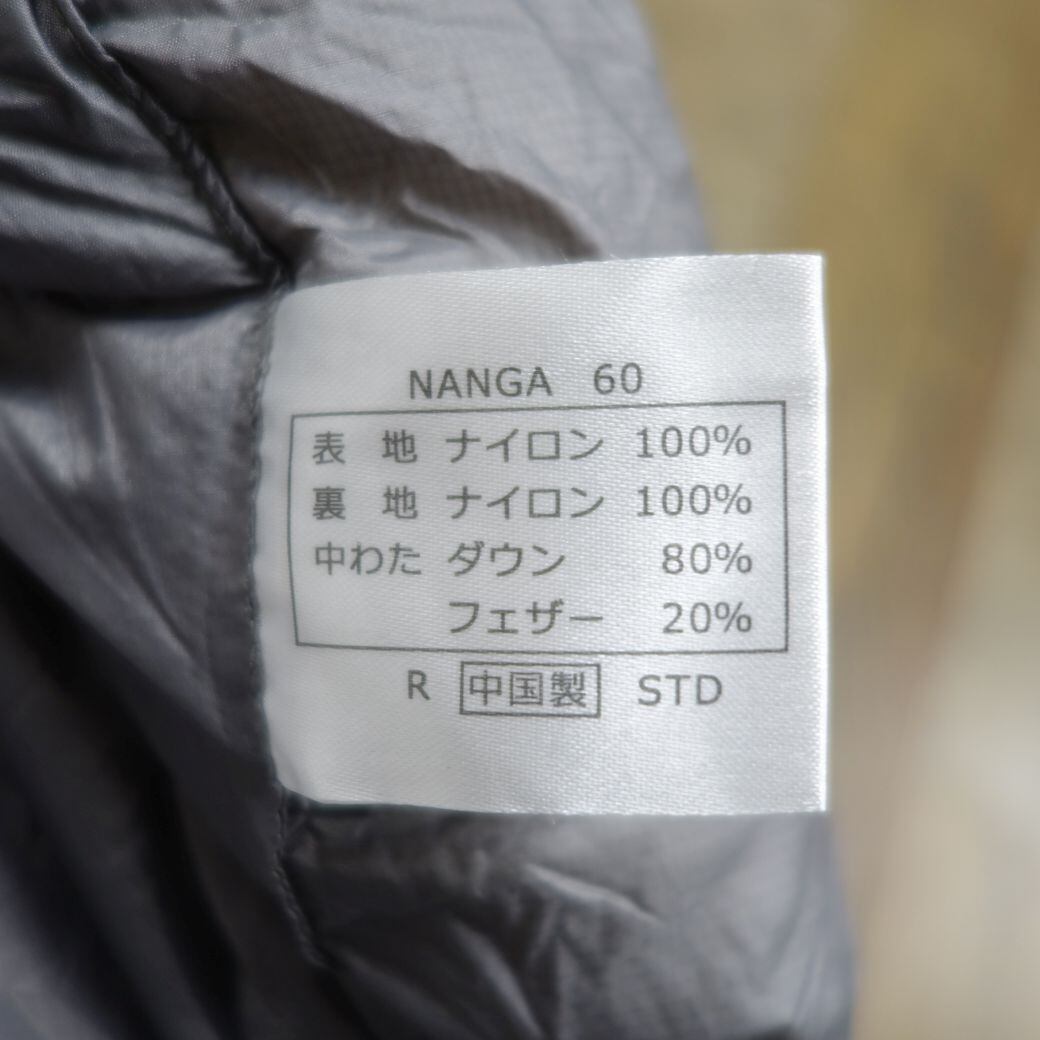 NANGA 60
表 地 ナイロン 100%
裏 地 ナイロン 100%
中わた ダウン 80%
フェザー 20%
R 中国製 STD